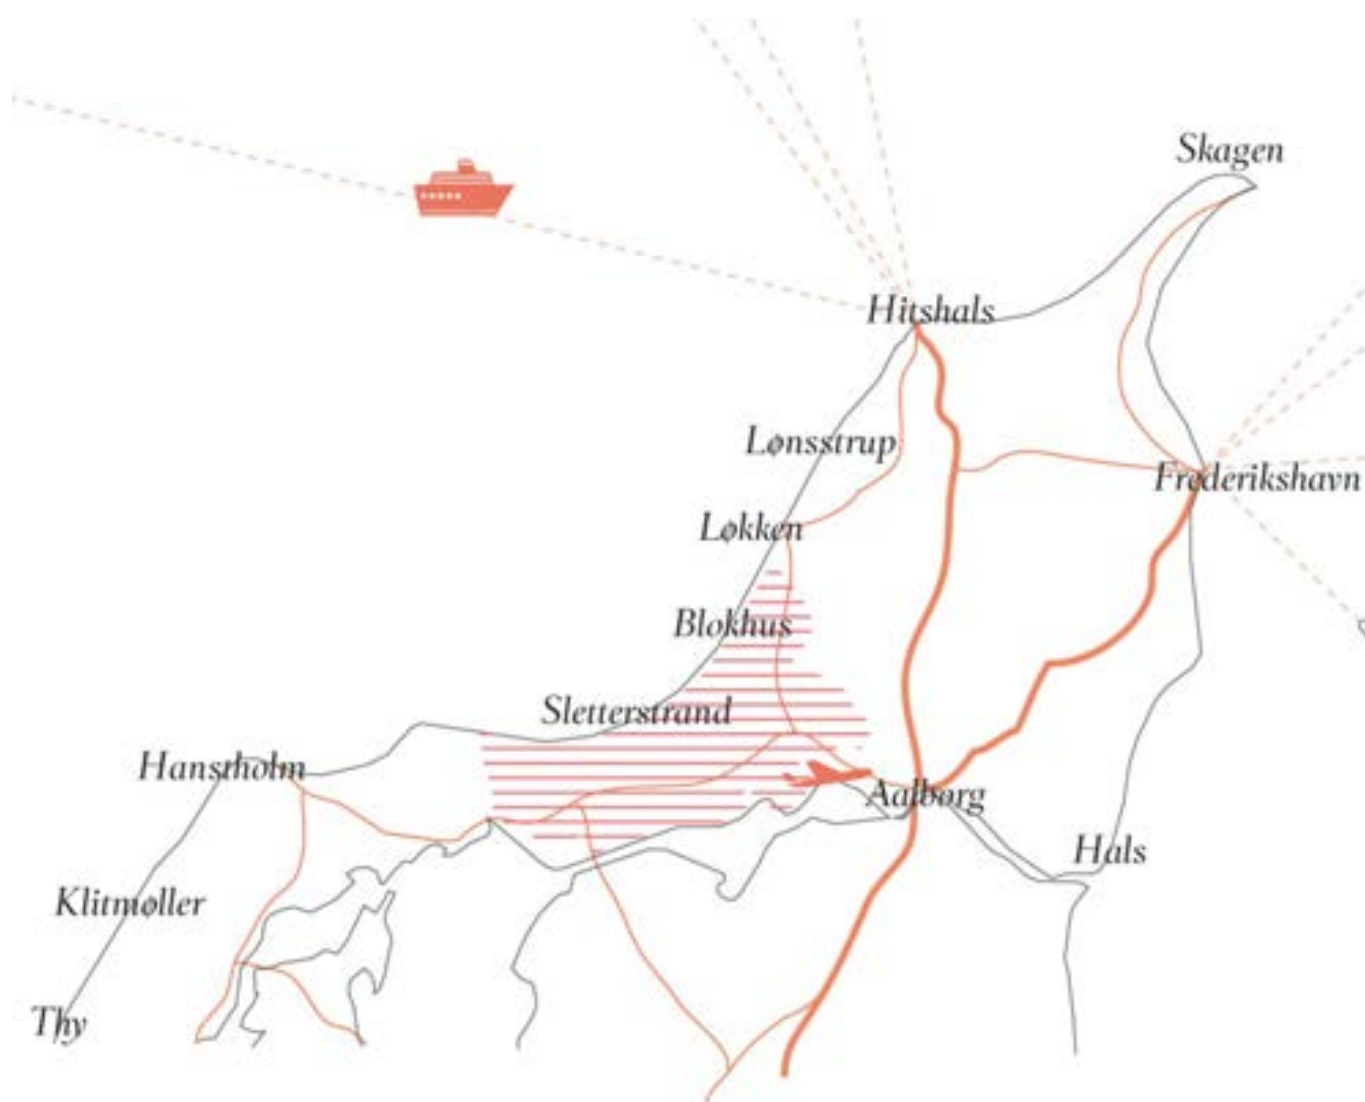 Skagen
Hitshals
Lønsstrup
Frederikshavn
Løkken
Blokhus
Sletterstrand
Hanstholm
Aalborg
Hals
Klitmøller
Thy